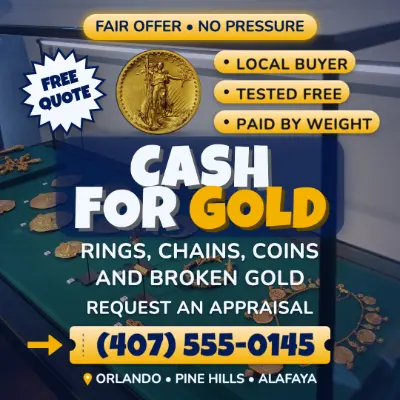 FAIR OFFER • NO PRESSURE
FREE
QUOTE
• LOCAL BUYER
• TESTED FREE
• PAID BY WEIGHT
CASH
FOR GOLD
RINGS, CHAINS, COINS
AND BROKEN GOLD
REQUEST AN APPRAISAL
(407) 555-0145
ORLANDO • PINE HILLS • ALAFAYA